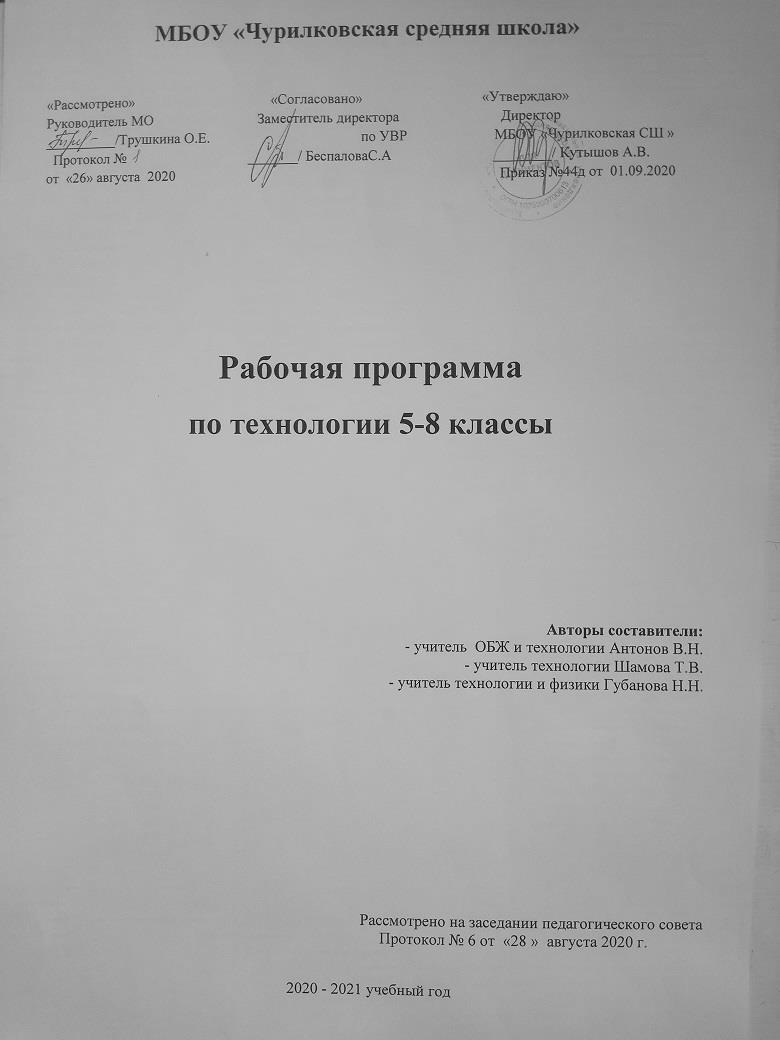 МБОУ «Чурилковская средняя школа»
«Рассмотрено»
Руководитель МО
/Трушкина О.Е.
Протокол № 1
от «26» августа 2020
«Согласовано»
Заместитель директора
по УВР
/ БеспаловаС.А
«Утверждаю»
Директор
МБОУ «Чурилковская СШ »
/ Кутышов А.В.
Приказ №44д от 01.09.2020
Рабочая программа
по технологии 5-8 классы
Авторы составители:
- учитель ОБЖ и технологии Антонов В.Н.
- учитель технологии Шамова Т.В.
- учитель технологии и физики Губанова Н.Н.
Рассмотрено на заседании педагогического совета
Протокол № 6 от «28 » августа 2020 г.
2020 - 2021 учебный год